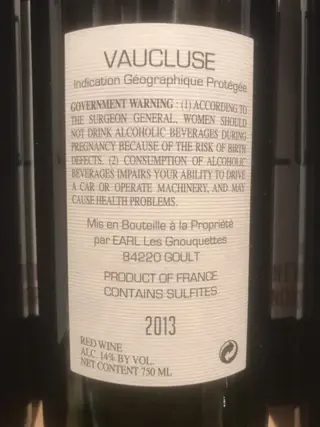 VAUCLUSE
Indication Géographique Protégée
GOVERNMENT WARNING : (1) ACCORDING TO
THE SURGEON GENERAL, WOMEN SHOULD
NOT DRINK ALCOHOLIC BEVERAGES DURING
PREGNANCY BECAUSE OF THE RISK OF BIRTH
DEFECTS. (2) CONSUMPTION OF ALCOHOLIC
BEVERAGES IMPAIRS YOUR ABILITY TO DRIVE
A CAR OR OPERATE MACHINERY, AND MAY
CAUSE HEALTH PROBLEMS.
Mis en Bouteille à la Propriété
par EARL Les Gnouquettes
84220 GOULT
PRODUCT OF FRANCE
CONTAINS SULFITES
2013
RED WINE
ALC 14% BY VOL.
NET CONTENT 750 ML